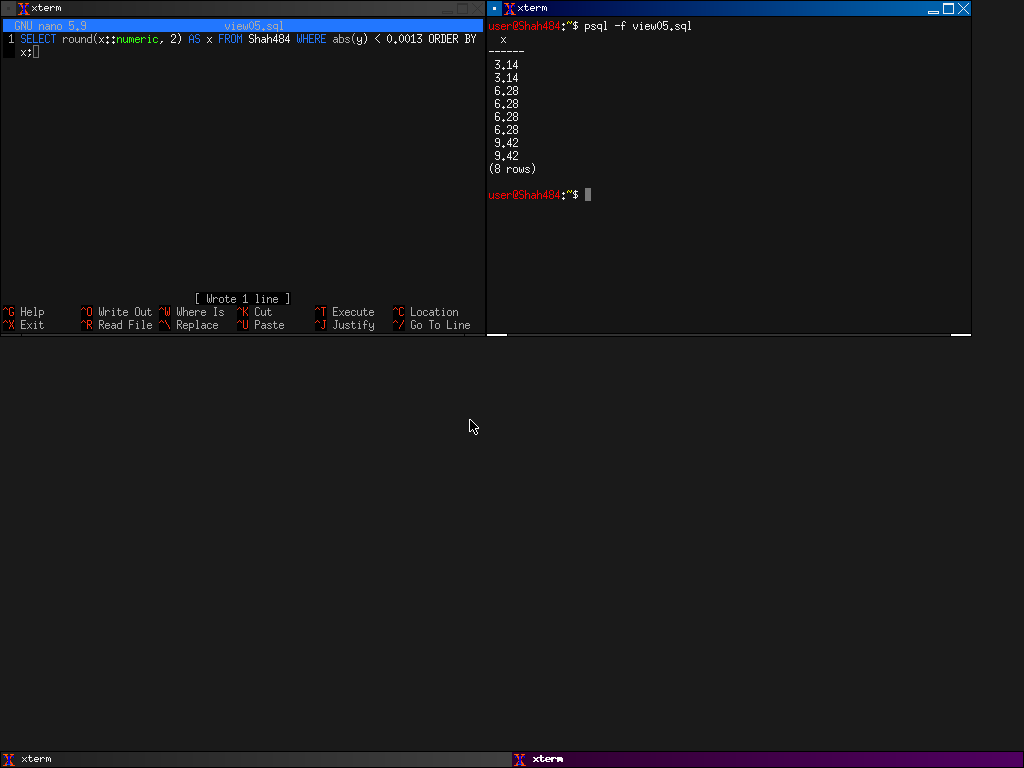 xterm
GNU nano 5.9 view05.sql
1 SELECT round(x::numeric, 2) AS x FROM Shah484 WHERE abs(y) < 0.0013 ORDER BY
x;
[ Wrote 1 line ]
^G Help ^O Write Out ^W Where Is ^K Cut ^T Execute ^C Location
^X Exit ^R Read File ^\ Replace ^U Paste ^J Justify ^/ Go To Line
xterm
user@Shah484:~$ psql -f view05.sql
x
------
3.14
3.14
6.28
6.28
6.28
6.28
9.42
9.42
(8 rows)
user@Shah484:~$
xterm
xterm